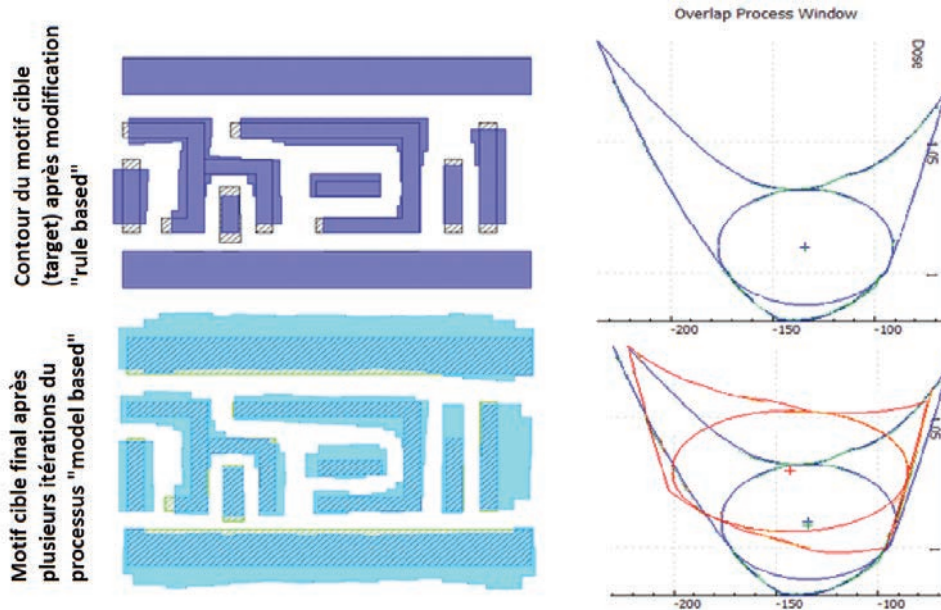 Overlap Process Window
Contour du motif cible
(target) après modification
"rule based"
Dose
1.05
1
-200
-150
-100
Motif cible final après
plusieurs itérations du
processus "model based"
1.05
1
-200
-150
-100